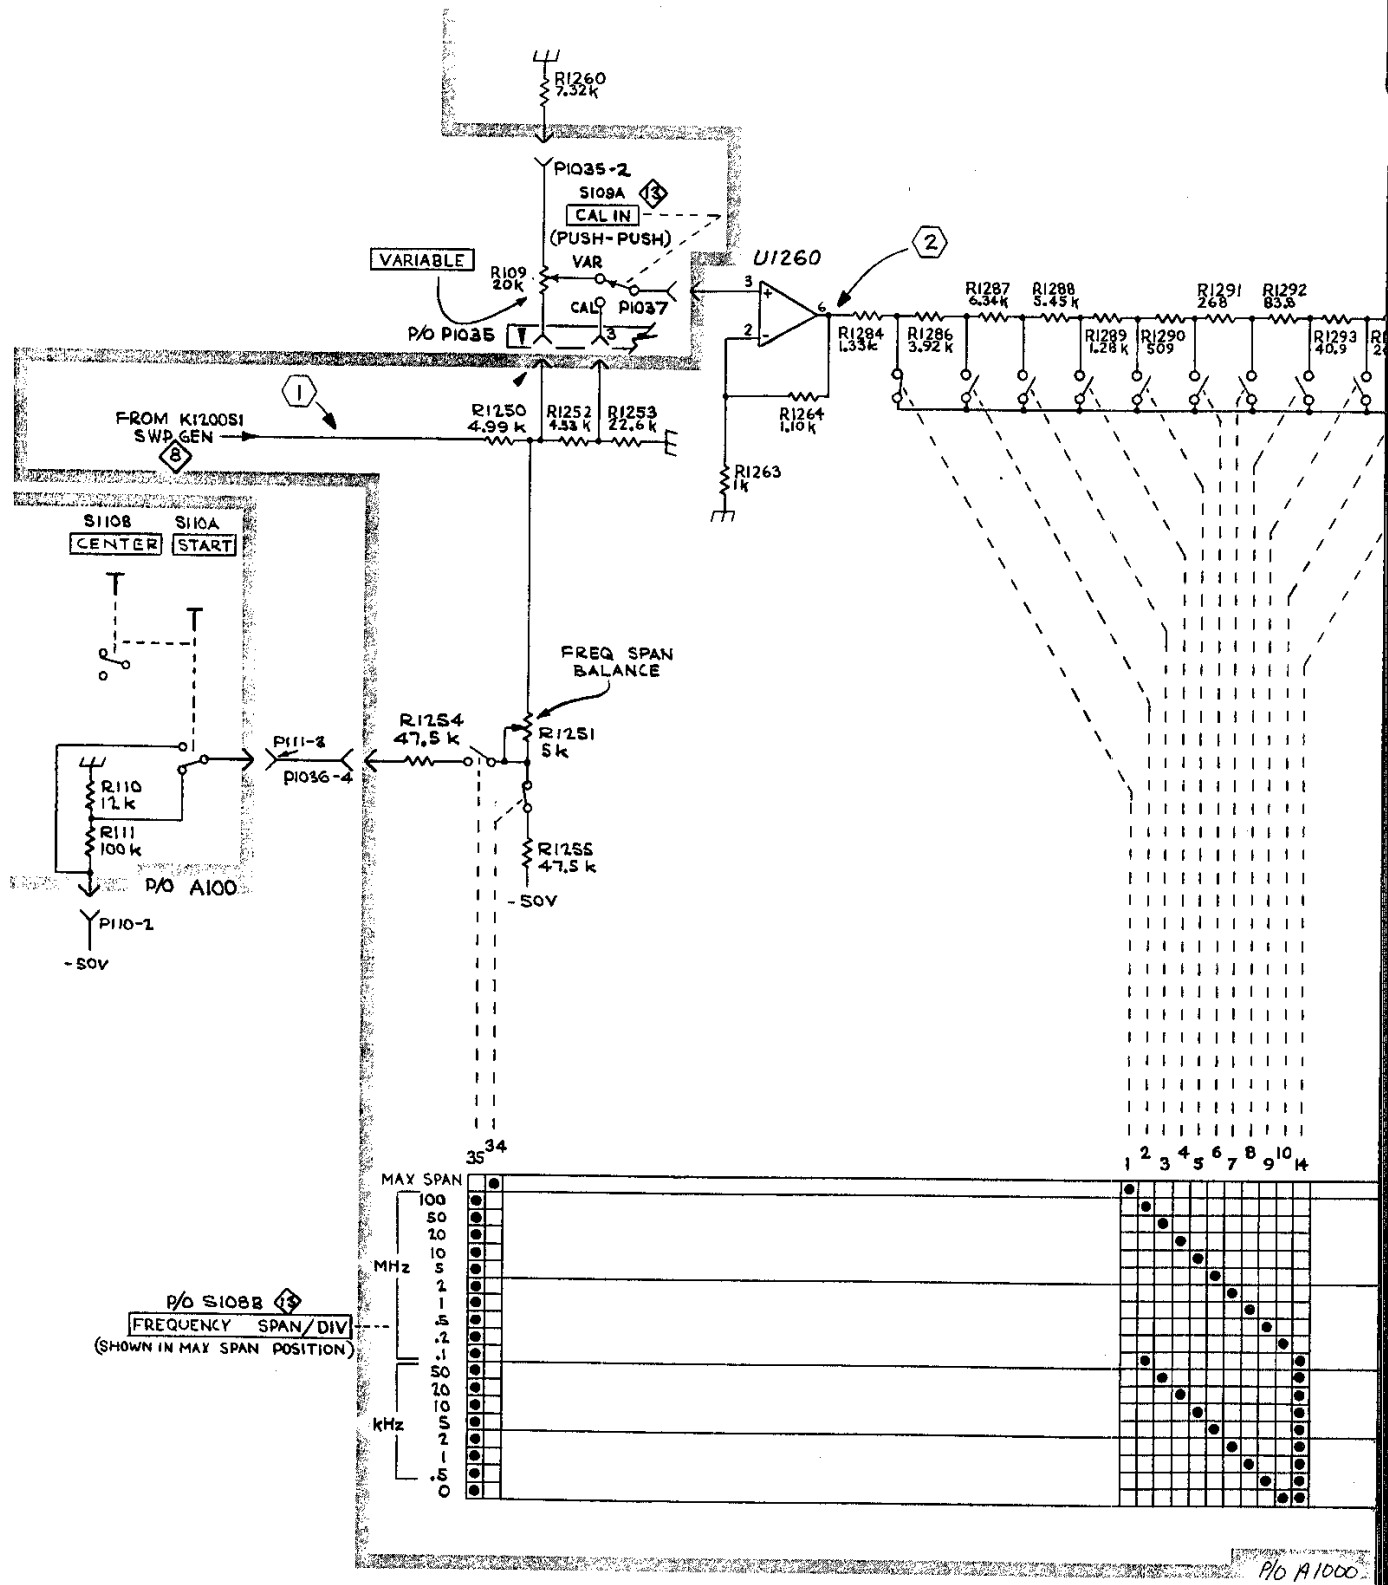 R1260
7.32k
P1035-2
S109A 13
CAL IN
(PUSH-PUSH)
VARIABLE
R109
20k
VAR
CAL
P1037
P/O P1035
3
U1260
3
+
2
-
6
2
R1284
1.33k
R1286
3.92k
R1287
6.34k
R1288
5.45k
R1289
1.28k
R1290
509
R1291
268
R1292
83.8
R1293
40.9
1
FROM K1200S1
SWP GEN
8
R1250
4.99k
R1252
4.53k
R1253
22.6k
R1264
1.10k
R1263
1k
S110B
CENTER
S110A
START
FREQ SPAN
BALANCE
R1254
47.5k
R1251
5k
P111-3
P1036-4
R110
12k
R111
100k
R1255
47.5k
-50V
P/O A100
P110-2
-50V
35 34
1 2 3 4 5 6 7 8 9 10 14
MAX SPAN
100
50
20
10
5
2
1
.5
.2
.1
MHz
50
20
10
5
2
1
.5
0
kHz
P/O S108B
FREQUENCY SPAN/DIV
(SHOWN IN MAX SPAN POSITION)
P/O A1000